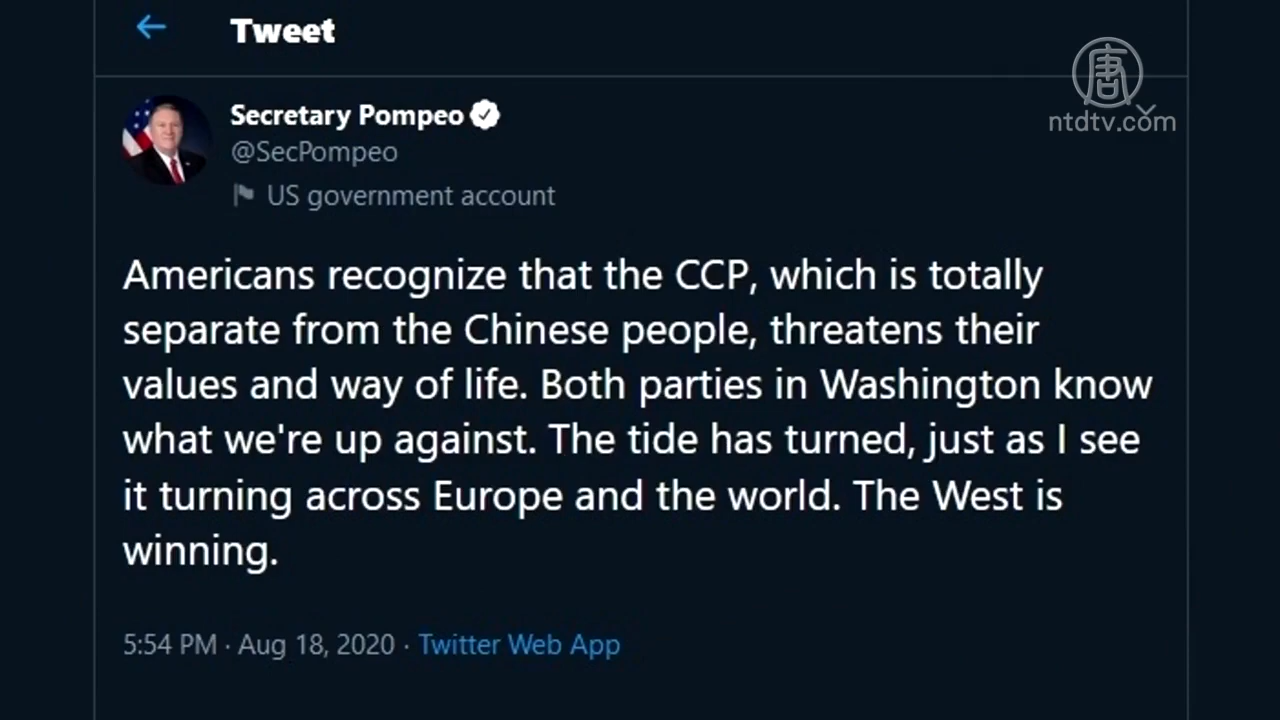 Tweet
唐
ntdtv.com
Secretary Pompeo
@SecPompeo
US government account
Americans recognize that the CCP, which is totally
separate from the Chinese people, threatens their
values and way of life. Both parties in Washington know
what we're up against. The tide has turned, just as I see
it turning across Europe and the world. The West is
winning.
5:54 PM · Aug 18, 2020 · Twitter Web App